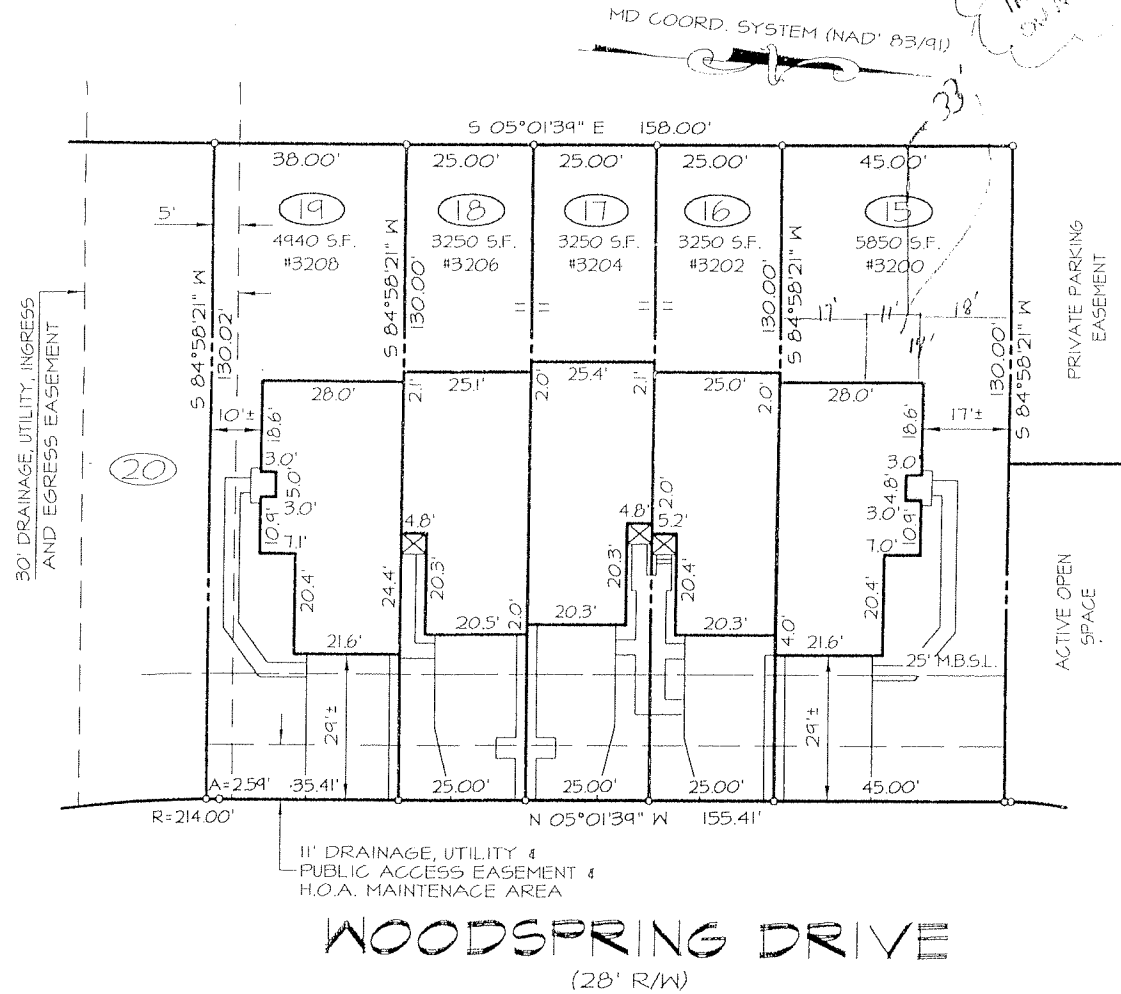 MD COORD. SYSTEM (NAD' 83/91)
33'
S 05°01'39" E 158.00'
38.00' 25.00' 25.00' 25.00' 45.00'
5'
19 18 17 16 15
4940 S.F. 3250 S.F. 3250 S.F. 3250 S.F. 5850 S.F.
#3208 #3206 #3204 #3202 #3200
S 84°58'21" W
130.02'
S 84°58'21" W
130.00'
S 84°58'21" W
130.00'
S 84°58'21" W
130.00'
PRIVATE PARKING
EASEMENT
30' DRAINAGE, UTILITY, INGRESS
AND EGRESS EASEMENT
17' 11' 18'
28.0' 25.1' 25.4' 25.0' 28.0'
2.1' 2.0' 2.1' 2.0'
10'± 17'±
18.6' 18.6'
20
3.0' 3.0'
5.0' 4.8'
3.0' 3.0'
10.9' 10.9'
7.1' 7.0'
2.0'
4.8' 4.8' 5.2'
20.4' 24.4' 20.3' 20.3' 20.4' 20.4'
2.0' 4.0'
21.6' 20.5' 20.3' 20.3' 21.6'
25' M.B.S.L.
ACTIVE OPEN
SPACE
29'± 29'±
A=2.59' 35.41' 25.00' 25.00' 25.00' 45.00'
R=214.00'
N 05°01'39" W 155.41'
11' DRAINAGE, UTILITY &
PUBLIC ACCESS EASEMENT &
H.O.A. MAINTENACE AREA
WOODSPRING DRIVE
(28' R/W)